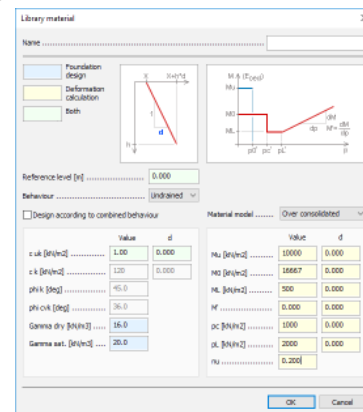 Library material
Name
Foundation design
Deformation calculation
Both
X X+h*d
1
d
h
M, A (Eoed)
Mu
M0
ML
dM
dp
M'= dM/dp
p0' pc' pL' p
Reference level [m] 0.000
Behaviour Undrained
Design according to combined behaviour
Material model Over consolidated
Value d
c uk [kN/m2] 1.00 0.000
c k [kN/m2] 120 0.000
phi k [deg] 45.0
phi cvk [deg] 36.0
Gamma dry [kN/m3] 16.0
Gamma sat. [kN/m3] 20.0
Value d
Mu [kN/m2] 10000 0.000
M0 [kN/m2] 16667 0.000
ML [kN/m2] 500 0.000
M' 0.000 0.000
pc [kN/m2] 1000 0.000
pL [kN/m2] 2000 0.000
nu 0.200
OK Cancel